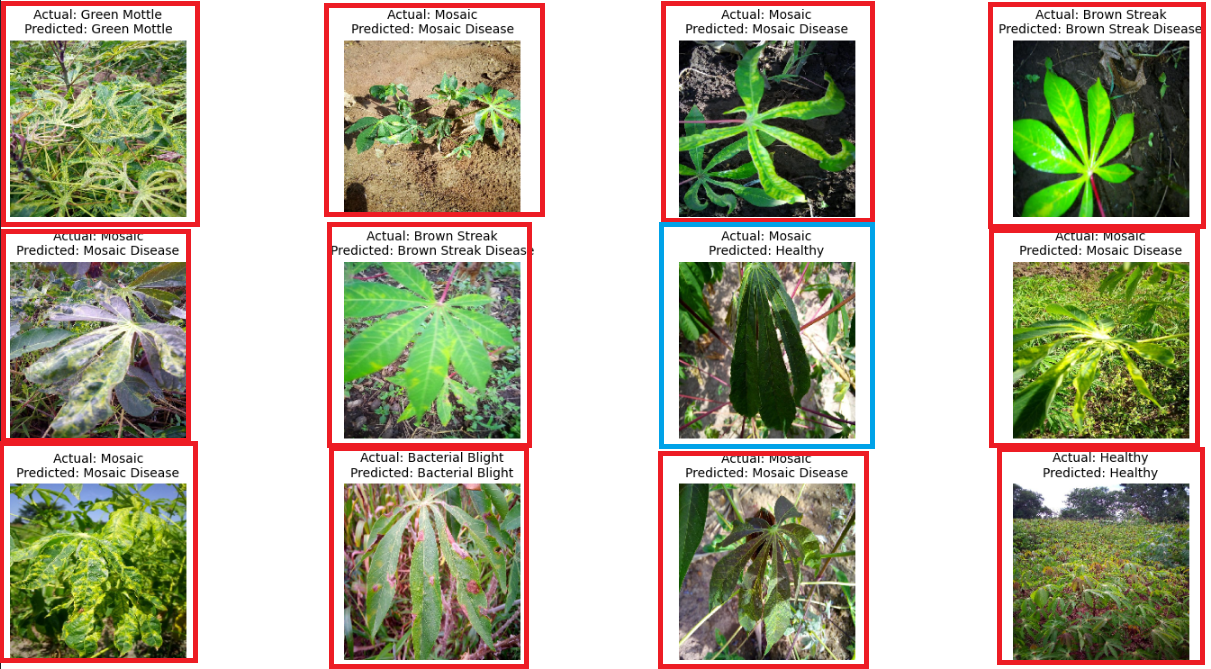 Actual: Green Mottle
Predicted: Green Mottle
Actual: Mosaic
Predicted: Mosaic Disease
Actual: Mosaic
Predicted: Mosaic Disease
Actual: Brown Streak
Predicted: Brown Streak Disease
Actual: Mosaic
Predicted: Mosaic Disease
Actual: Brown Streak
Predicted: Brown Streak Disease
Actual: Mosaic
Predicted: Healthy
Actual: Mosaic
Predicted: Mosaic Disease
Actual: Mosaic
Predicted: Mosaic Disease
Actual: Bacterial Blight
Predicted: Bacterial Blight
Actual: Mosaic
Predicted: Mosaic Disease
Actual: Healthy
Predicted: Healthy